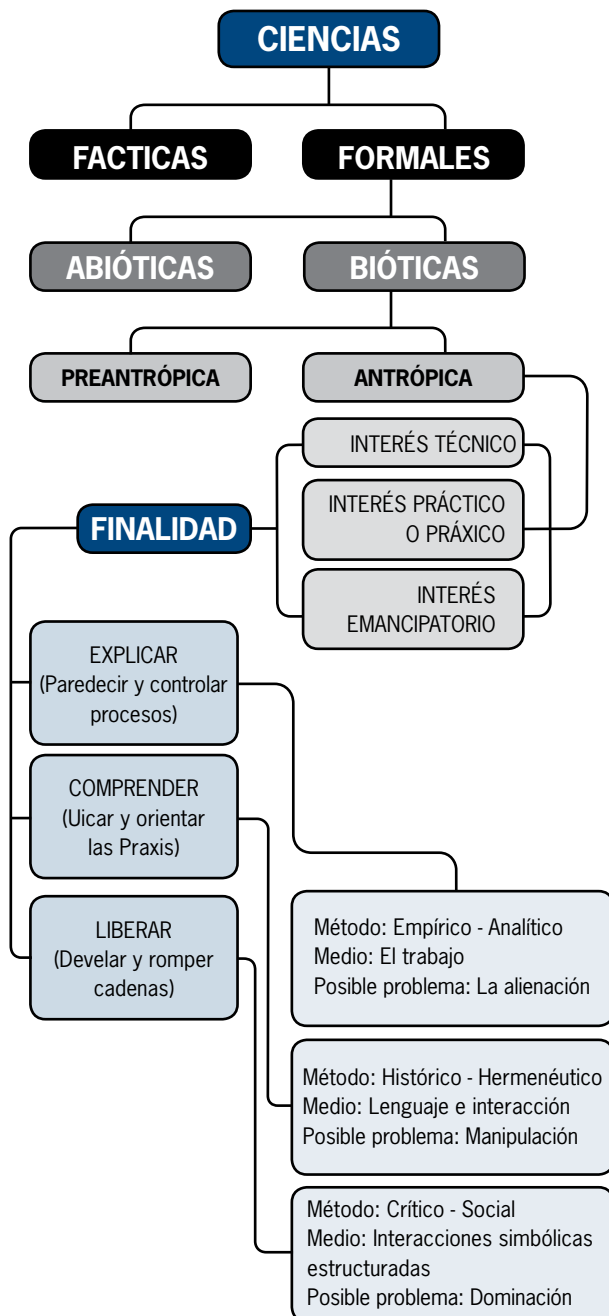 CIENCIAS
FACTICAS
FORMALES
ABIÓTICAS
BIÓTICAS
PREANTRÓPICA
ANTRÓPICA
INTERÉS TÉCNICO
INTERÉS PRÁCTICO
O PRÁXICO
INTERÉS
EMANCIPATORIO
FINALIDAD
EXPLICAR
(Paredecir y controlar
procesos)
COMPRENDER
(Uicar y orientar
las Praxis)
LIBERAR
(Develar y romper
cadenas)
Método: Empírico - Analítico
Medio: El trabajo
Posible problema: La alienación
Método: Histórico - Hermenéutico
Medio: Lenguaje e interacción
Posible problema: Manipulación
Método: Crítico - Social
Medio: Interacciones simbólicas
estructuradas
Posible problema: Dominación